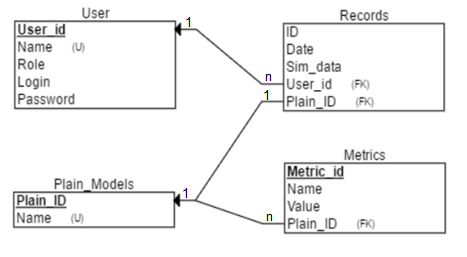 User
User_id
Name (U)
Role
Login
Password
1
Records
ID
Date
Sim_data
User_id (FK)
Plain_ID (FK)
n
1
Plain_Models
Plain_ID
Name (U)
1
Metrics
Metric_id
Name
Value
Plain_ID (FK)
n